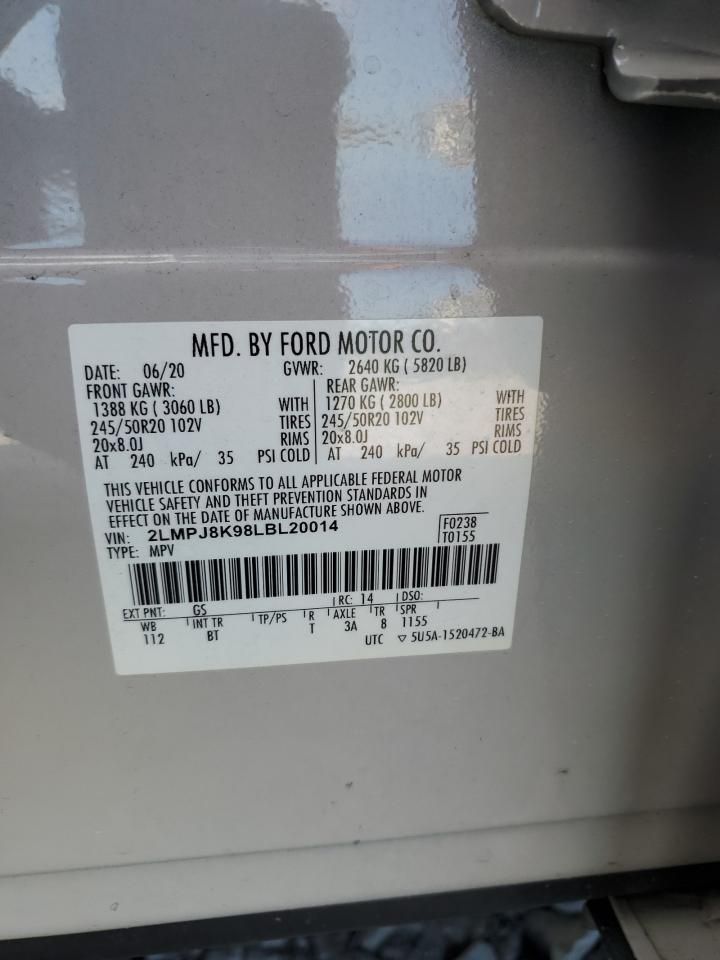 MFD. BY FORD MOTOR CO.
DATE: 06/20 GVWR: 2640 KG ( 5820 LB)
FRONT GAWR: REAR GAWR:
1388 KG ( 3060 LB) WITH 1270 KG ( 2800 LB) WITH
245/50R20 102V TIRES 245/50R20 102V TIRES
20x8.0J RIMS 20x8.0J RIMS
AT 240 kPa/ 35 PSI COLD AT 240 kPa/ 35 PSI COLD
THIS VEHICLE CONFORMS TO ALL APPLICABLE FEDERAL MOTOR
VEHICLE SAFETY AND THEFT PREVENTION STANDARDS IN
EFFECT ON THE DATE OF MANUFACTURE SHOWN ABOVE.
VIN: 2LMPJ8K98LBL20014 F0238
TYPE: MPV T0155
EXT PNT: GS RC: 14 DSO:
WB INT TR TP/PS R AXLE TR SPR
112 BT T 3A 8 1155
UTC ▽ 5U5A-1520472-BA